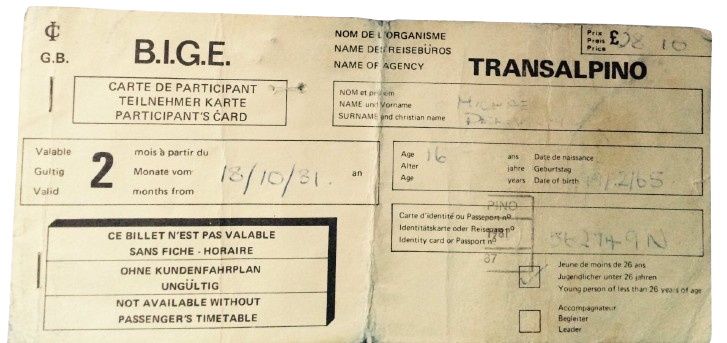 G.B.
B.I.G.E.
CARTE DE PARTICIPANT
TEILNEHMER KARTE
PARTICIPANT'S CARD
NOM DE L'ORGANISME
NAME DES REISEBÜROS
NAME OF AGENCY
TRANSALPINO
Prix
Preis
Price
£
NOM et prénom
NAME und Vorname
SURNAME and christian name
Valable
Gultig
Valid
2
mois à partir du
Monate vom
months from
18/10/81.
an
Age
Alter
Age
16
ans
jahre
years
Date de naissance
Geburtstag
Date of birth
Carte d'identité ou Passeport nº
Identitätskarte oder Reisepass nº
Identity card or Passport nº
PINO
1981
87
CE BILLET N'EST PAS VALABLE
SANS FICHE - HORAIRE
OHNE KUNDENFAHRPLAN
UNGÜLTIG
NOT AVAILABLE WITHOUT
PASSENGER'S TIMETABLE
Jeune de moins de 26 ans
Jugendlicher unter 26 jahren
Young person of less than 26 years of age
Accompagnateur
Begleiter
Leader